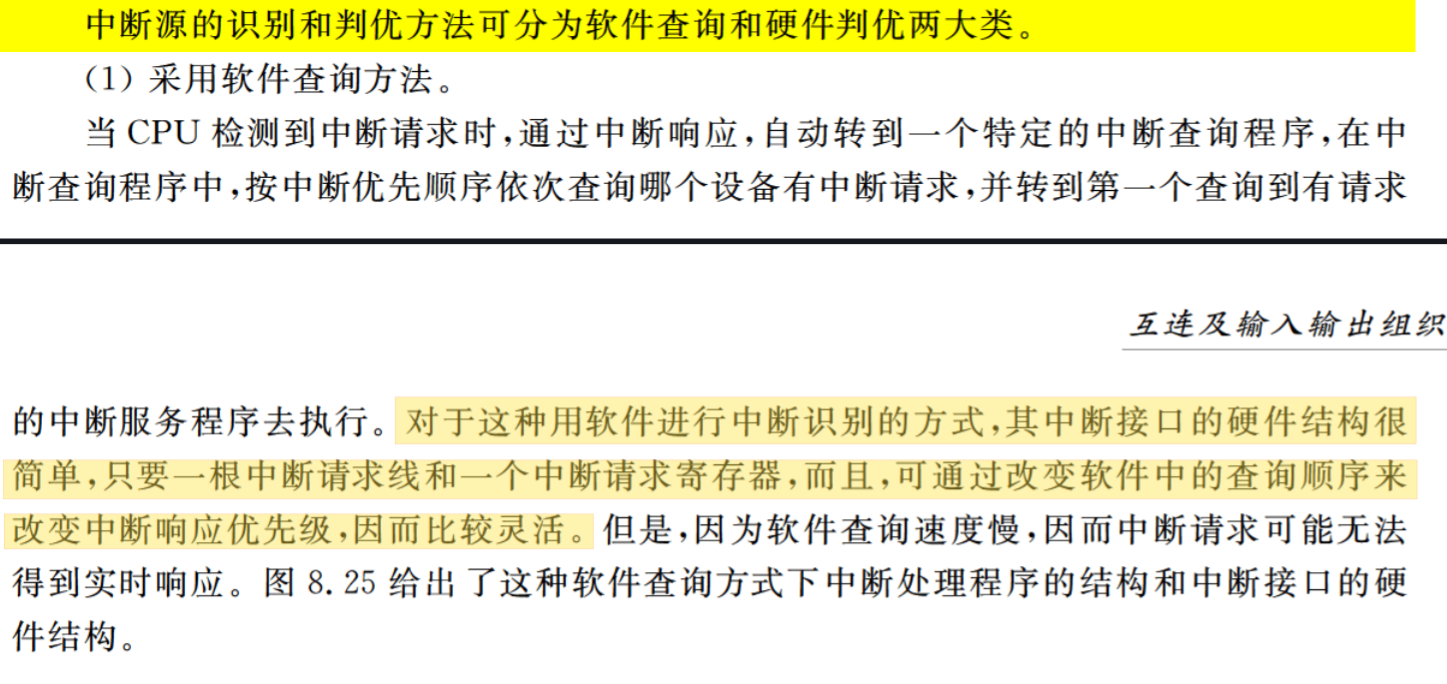 中断源的识别和判优方法可分为软件查询和硬件判优两大类。
(1) 采用软件查询方法。
当 CPU 检测到中断请求时,通过中断响应,自动转到一个特定的中断查询程序,在中
断查询程序中,按中断优先顺序依次查询哪个设备有中断请求,并转到第一个查询到有请求
互连及输入输出组织
的中断服务程序去执行。对于这种用软件进行中断识别的方式,其中断接口的硬件结构很
简单,只要一根中断请求线和一个中断请求寄存器,而且,可通过改变软件中的查询顺序来
改变中断响应优先级,因而比较灵活。但是,因为软件查询速度慢,因而中断请求可能无法
得到实时响应。图 8.25 给出了这种软件查询方式下中断处理程序的结构和中断接口的硬
件结构。